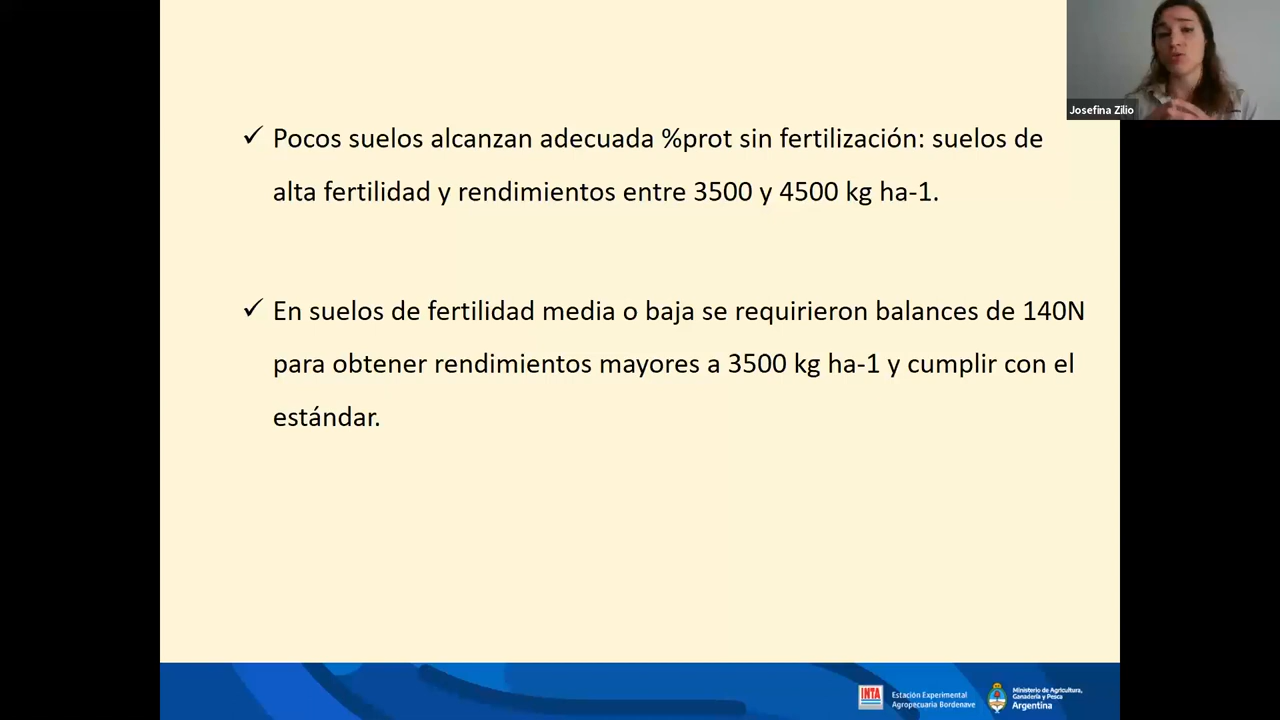 Josefina Zilio
✓ Pocos suelos alcanzan adecuada %prot sin fertilización: suelos de
alta fertilidad y rendimientos entre 3500 y 4500 kg ha-1.
✓ En suelos de fertilidad media o baja se requirieron balances de 140N
para obtener rendimientos mayores a 3500 kg ha-1 y cumplir con el
estándar.
INTA
Estación Experimental
Agropecuaria Bordenave
Ministerio de Agricultura,
Ganadería y Pesca
Argentina